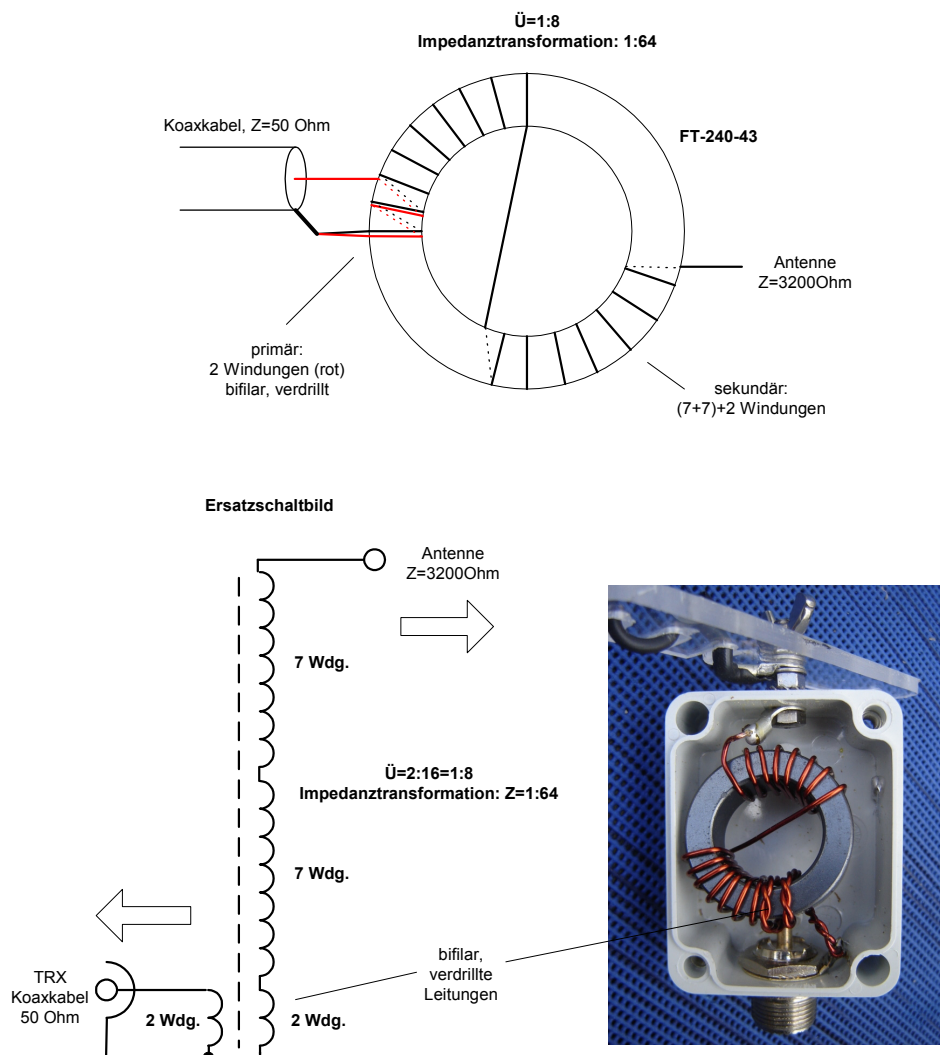 Ü=1:8
Impedanztransformation: 1:64
Koaxkabel, Z=50 Ohm
FT-240-43
Antenne
Z=3200Ohm
primär:
2 Windungen (rot)
bifilar, verdrillt
sekundär:
(7+7)+2 Windungen
Ersatzschaltbild
Antenne
Z=3200Ohm
7 Wdg.
Ü=2:16=1:8
Impedanztransformation: Z=1:64
7 Wdg.
bifilar,
verdrillte
Leitungen
TRX
Koaxkabel
50 Ohm
2 Wdg.
2 Wdg.